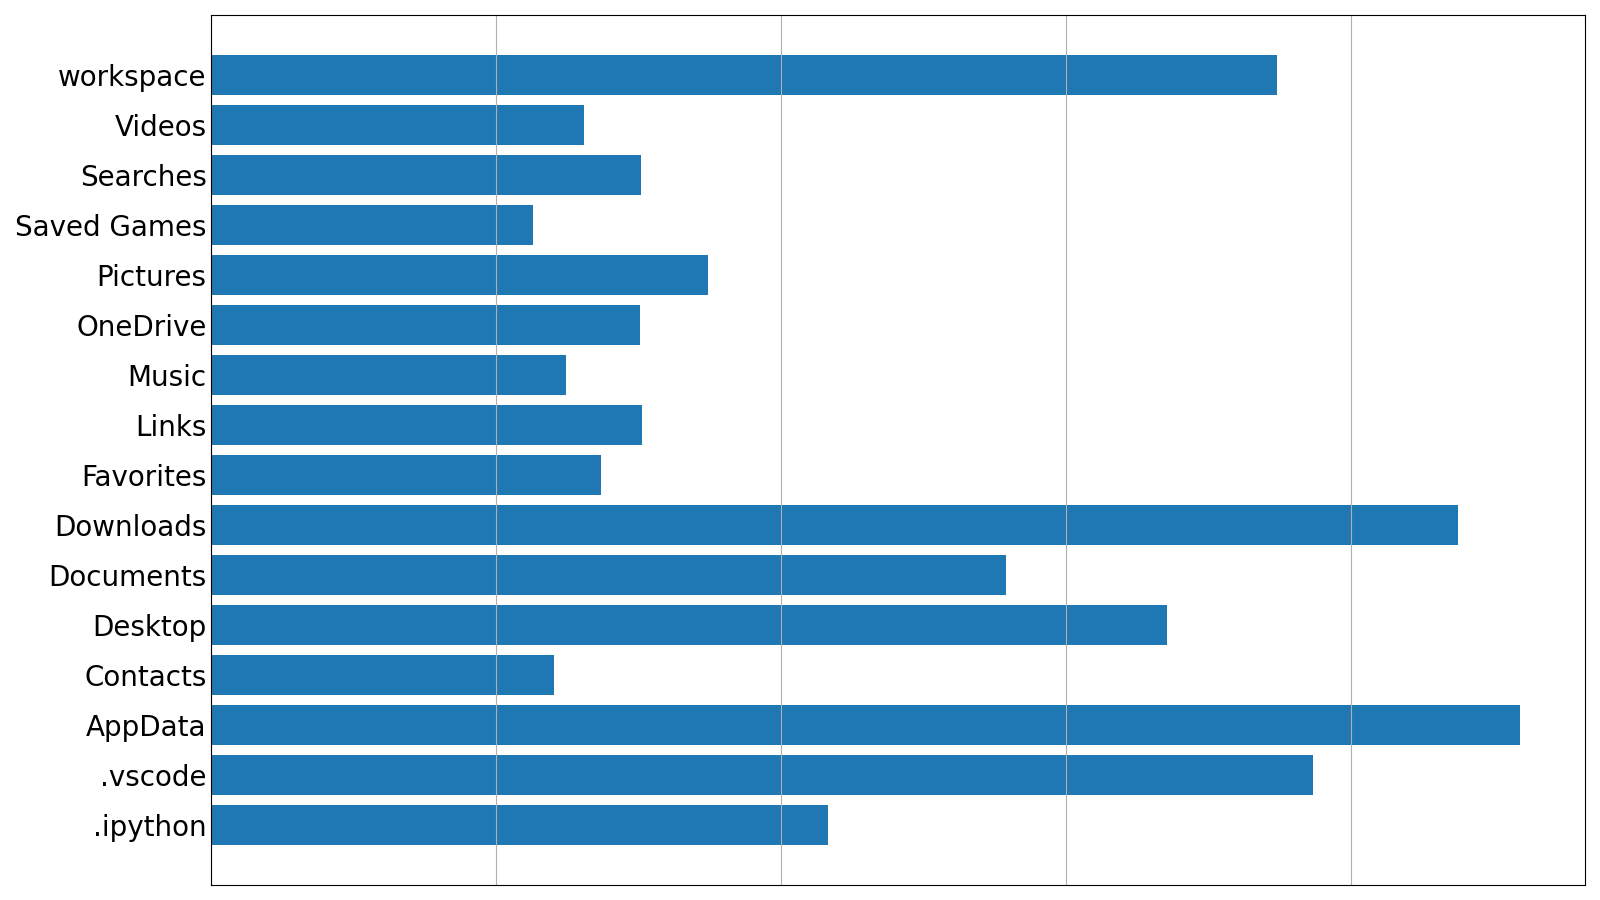 workspace
Videos
Searches
Saved Games
Pictures
OneDrive
Music
Links
Favorites
Downloads
Documents
Desktop
Contacts
AppData
.vscode
.ipython